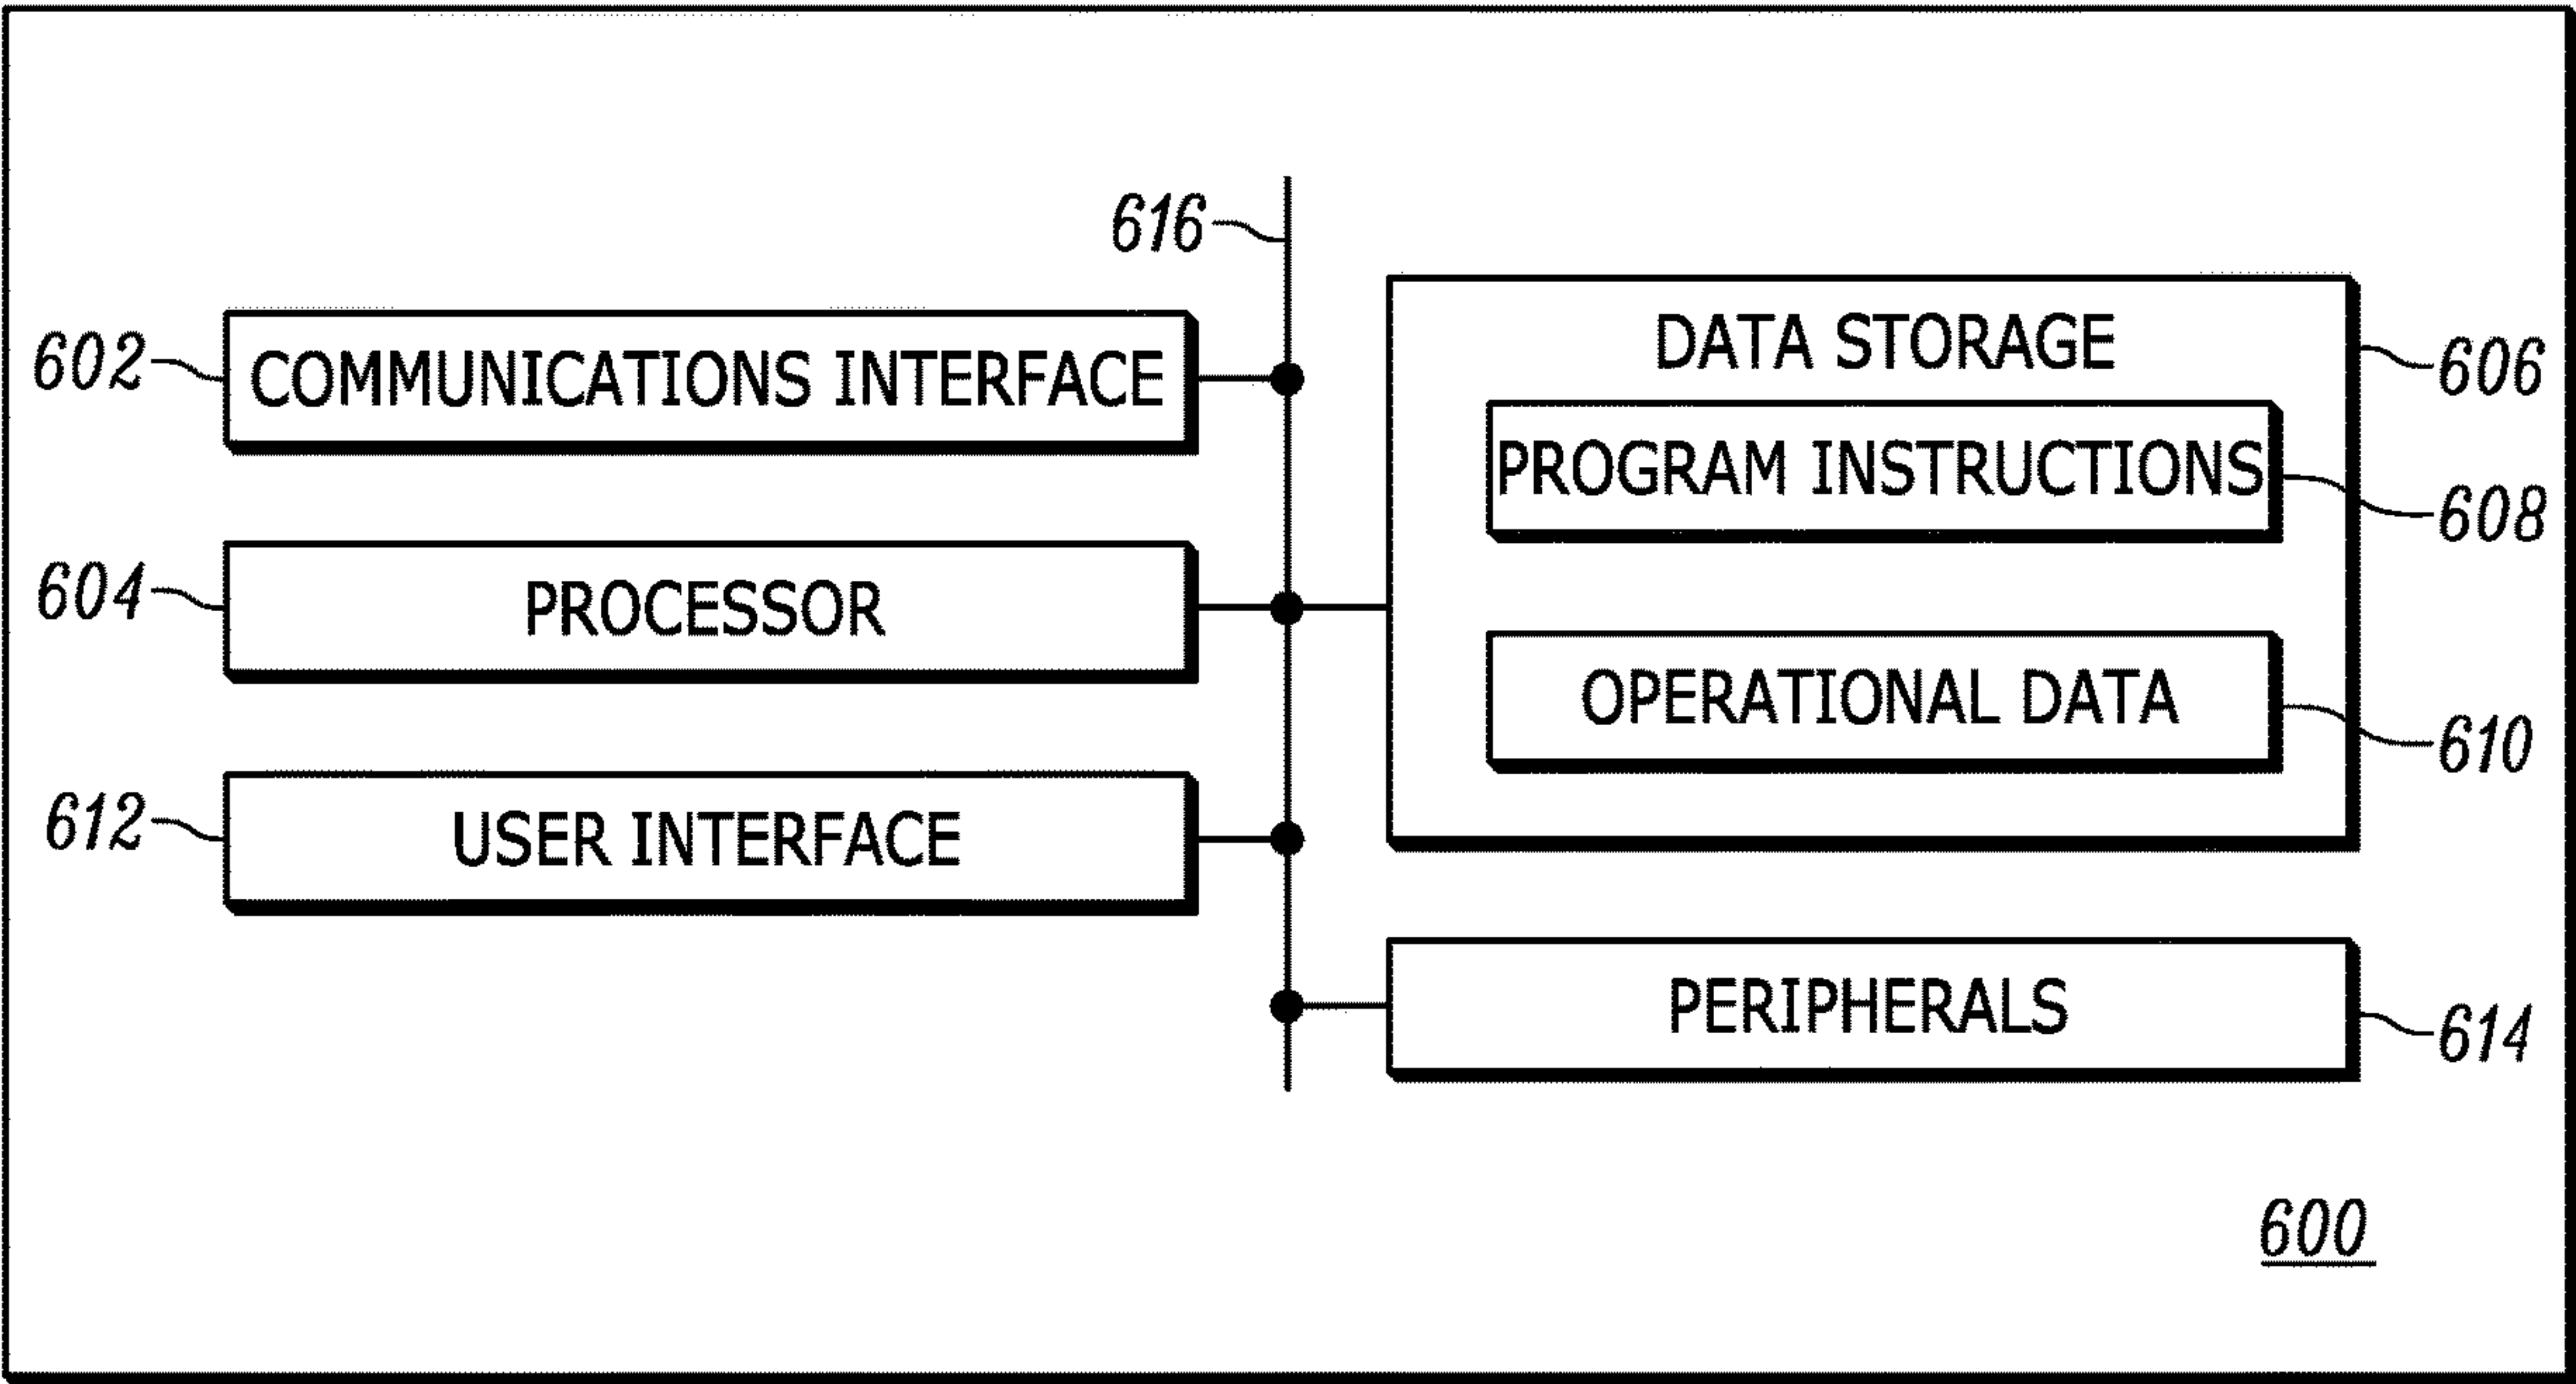 616
602
COMMUNICATIONS INTERFACE
604
PROCESSOR
612
USER INTERFACE
DATA STORAGE
606
PROGRAM INSTRUCTIONS
608
OPERATIONAL DATA
610
PERIPHERALS
614
600